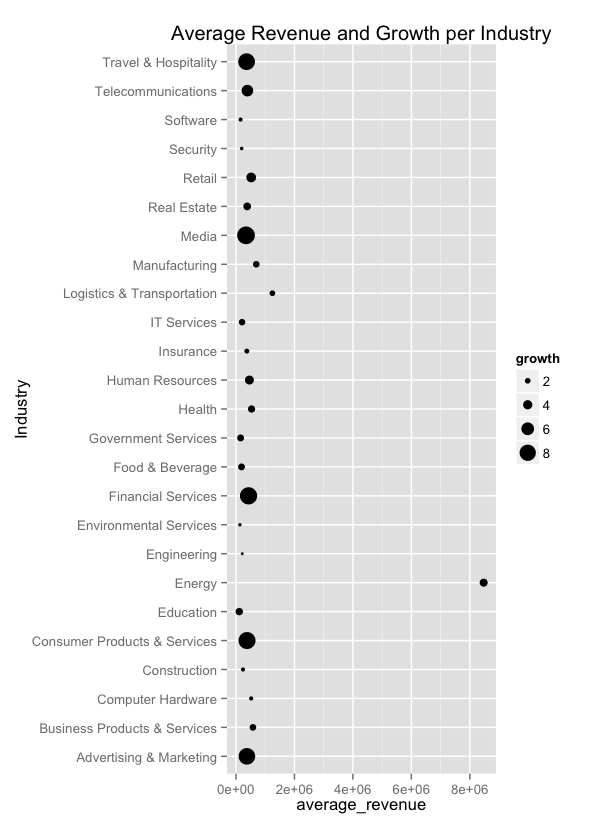 Average Revenue and Growth per Industry
Travel & Hospitality
Telecommunications
Software
Security
Retail
Real Estate
Media
Manufacturing
Logistics & Transportation
IT Services
Insurance
Human Resources
Health
Government Services
Food & Beverage
Financial Services
Environmental Services
Engineering
Energy
Education
Consumer Products & Services
Construction
Computer Hardware
Business Products & Services
Advertising & Marketing
Industry
0e+00 2e+06 4e+06 6e+06 8e+06
average_revenue
growth
2
4
6
8